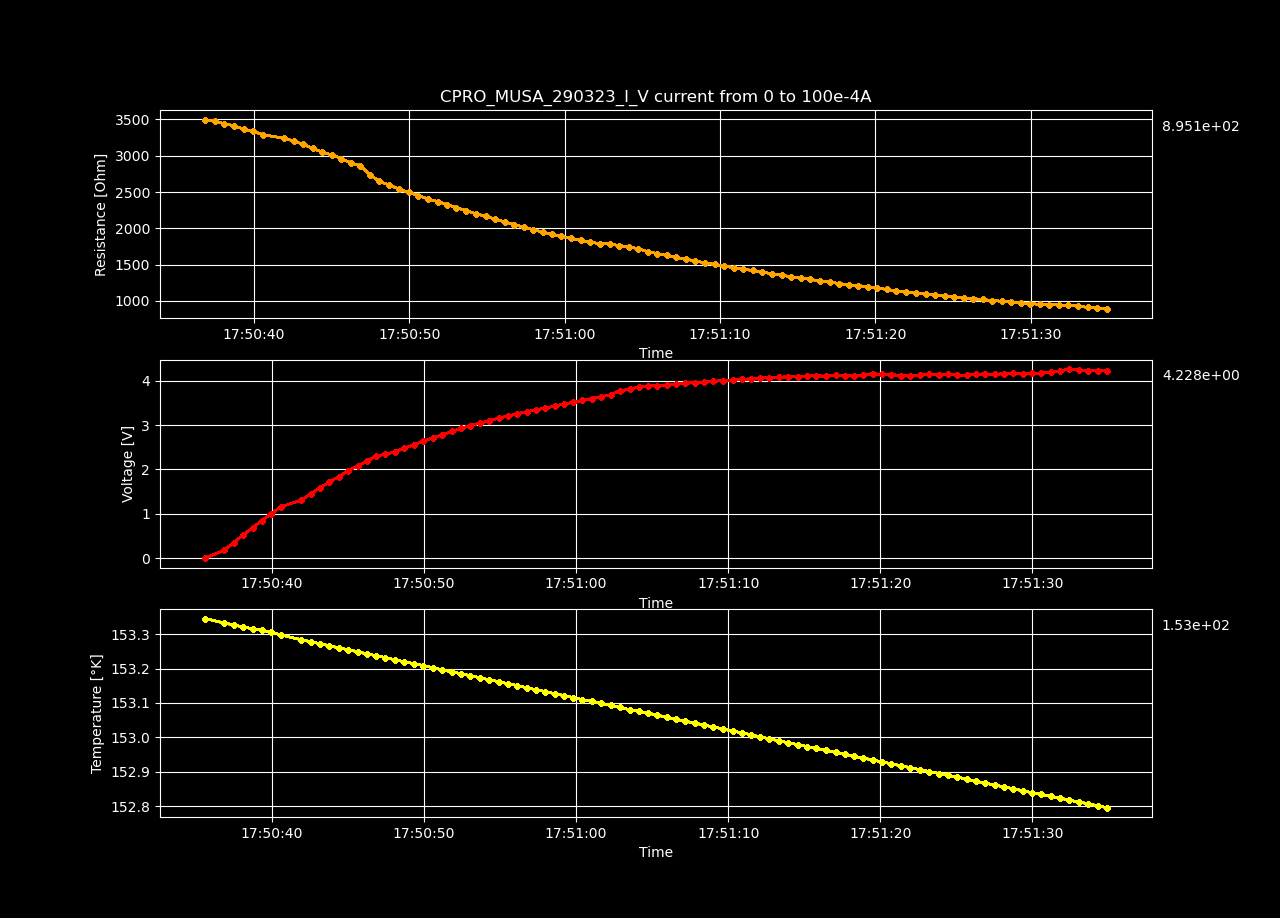 CPRO_MUSA_290323_I_V current from 0 to 100e-4A
8.951e+02
Resistance [Ohm]
3500
3000
2500
2000
1500
1000
17:50:40 17:50:50 17:51:00 17:51:10 17:51:20 17:51:30
Time
4.228e+00
Voltage [V]
4
3
2
1
0
17:50:40 17:50:50 17:51:00 17:51:10 17:51:20 17:51:30
Time
1.53e+02
Temperature [°K]
153.3
153.2
153.1
153.0
152.9
152.8
17:50:40 17:50:50 17:51:00 17:51:10 17:51:20 17:51:30
Time